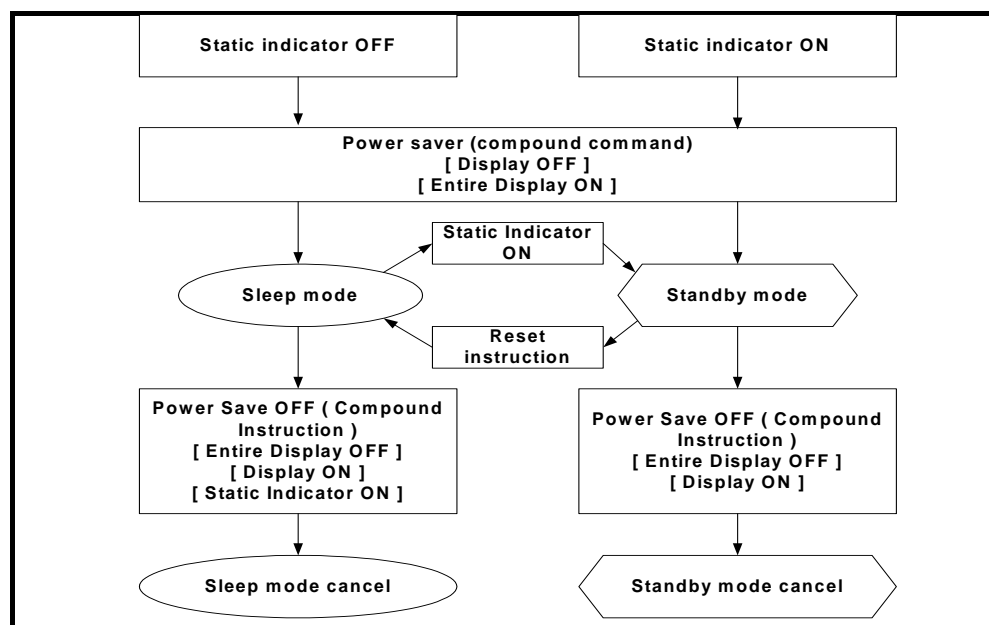 Static indicator OFF
Static indicator ON
Power saver (compound command)
[ Display OFF ]
[ Entire Display ON ]
Static Indicator
ON
Sleep mode
Standby mode
Reset
instruction
Power Save OFF ( Compound
Instruction )
[ Entire Display OFF ]
[ Display ON ]
[ Static Indicator ON ]
Power Save OFF ( Compound
Instruction )
[ Entire Display OFF ]
[ Display ON ]
Sleep mode cancel
Standby mode cancel